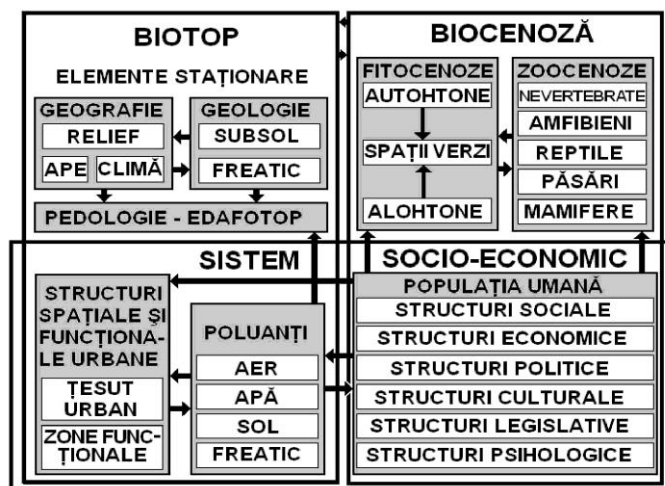 BIOTOP
ELEMENTE STAȚIONARE
GEOGRAFIE
RELIEF
APE
CLIMĂ
GEOLOGIE
SUBSOL
FREATIC
PEDOLOGIE - EDAFOTOP
BIOCENOZĂ
FITOCENOZE
AUTOHTONE
SPAȚII VERZI
ALOHTONE
ZOOCENOZE
NEVERTEBRATE
AMFIBIENI
REPTILE
PĂSĂRI
MAMIFERE
SISTEM SOCIO-ECONOMIC
STRUCTURI
SPAȚIALE ȘI
FUNCȚIONA-
LE URBANE
ȚESUT
URBAN
ZONE FUNC-
ȚIONALE
POLUANȚI
AER
APĂ
SOL
FREATIC
POPULAȚIA UMANĂ
STRUCTURI SOCIALE
STRUCTURI ECONOMICE
STRUCTURI POLITICE
STRUCTURI CULTURALE
STRUCTURI LEGISLATIVE
STRUCTURI PSIHOLOGICE